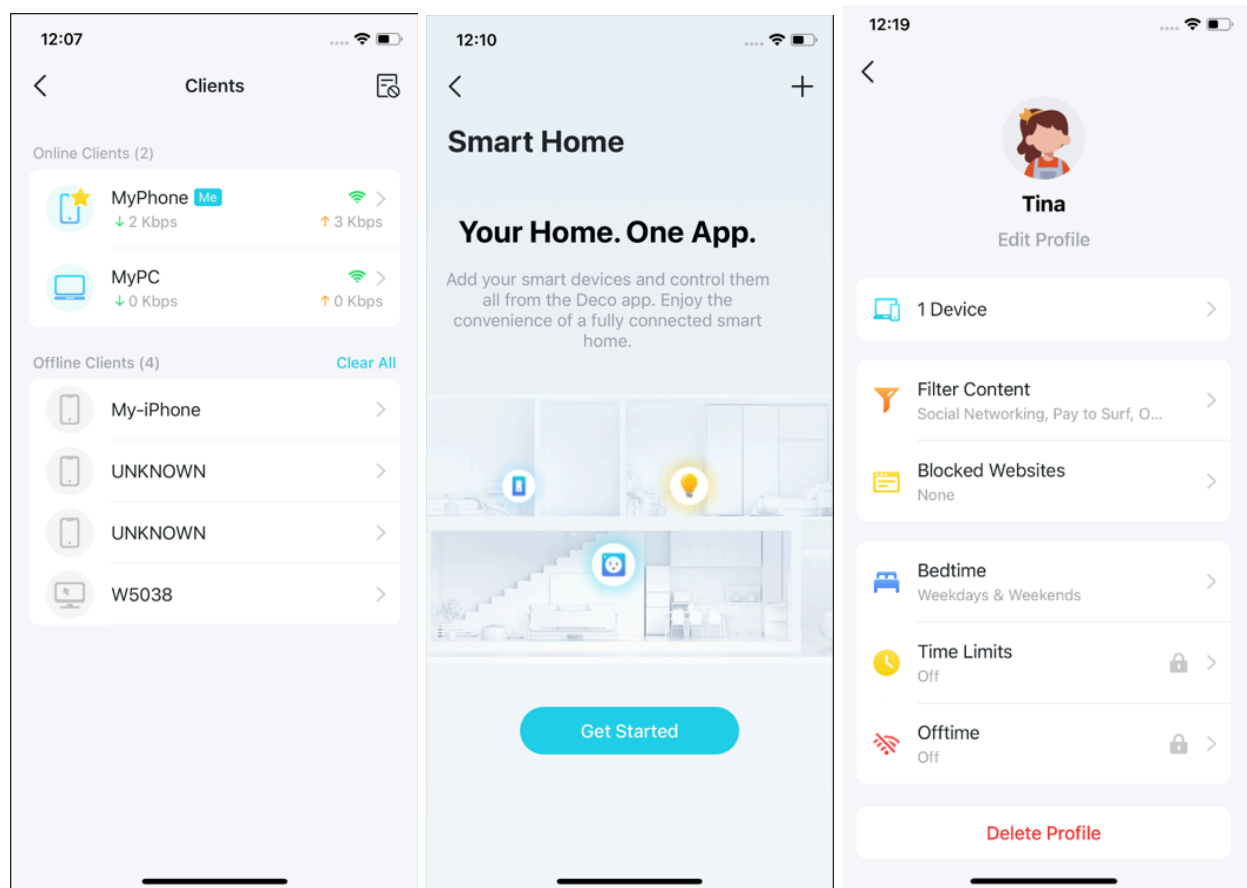 12:07
Clients
Online Clients (2)
MyPhone Me
↓ 2 Kbps ↑ 3 Kbps
MyPC
↓ 0 Kbps ↑ 0 Kbps
Offline Clients (4) Clear All
My-iPhone
UNKNOWN
UNKNOWN
W5038
12:10
Smart Home
Your Home. One App.
Add your smart devices and control them
all from the Deco app. Enjoy the
convenience of a fully connected smart
home.
Get Started
12:19
Tina
Edit Profile
1 Device
Filter Content
Social Networking, Pay to Surf, O...
Blocked Websites
None
Bedtime
Weekdays & Weekends
Time Limits
Off
Offtime
Off
Delete Profile